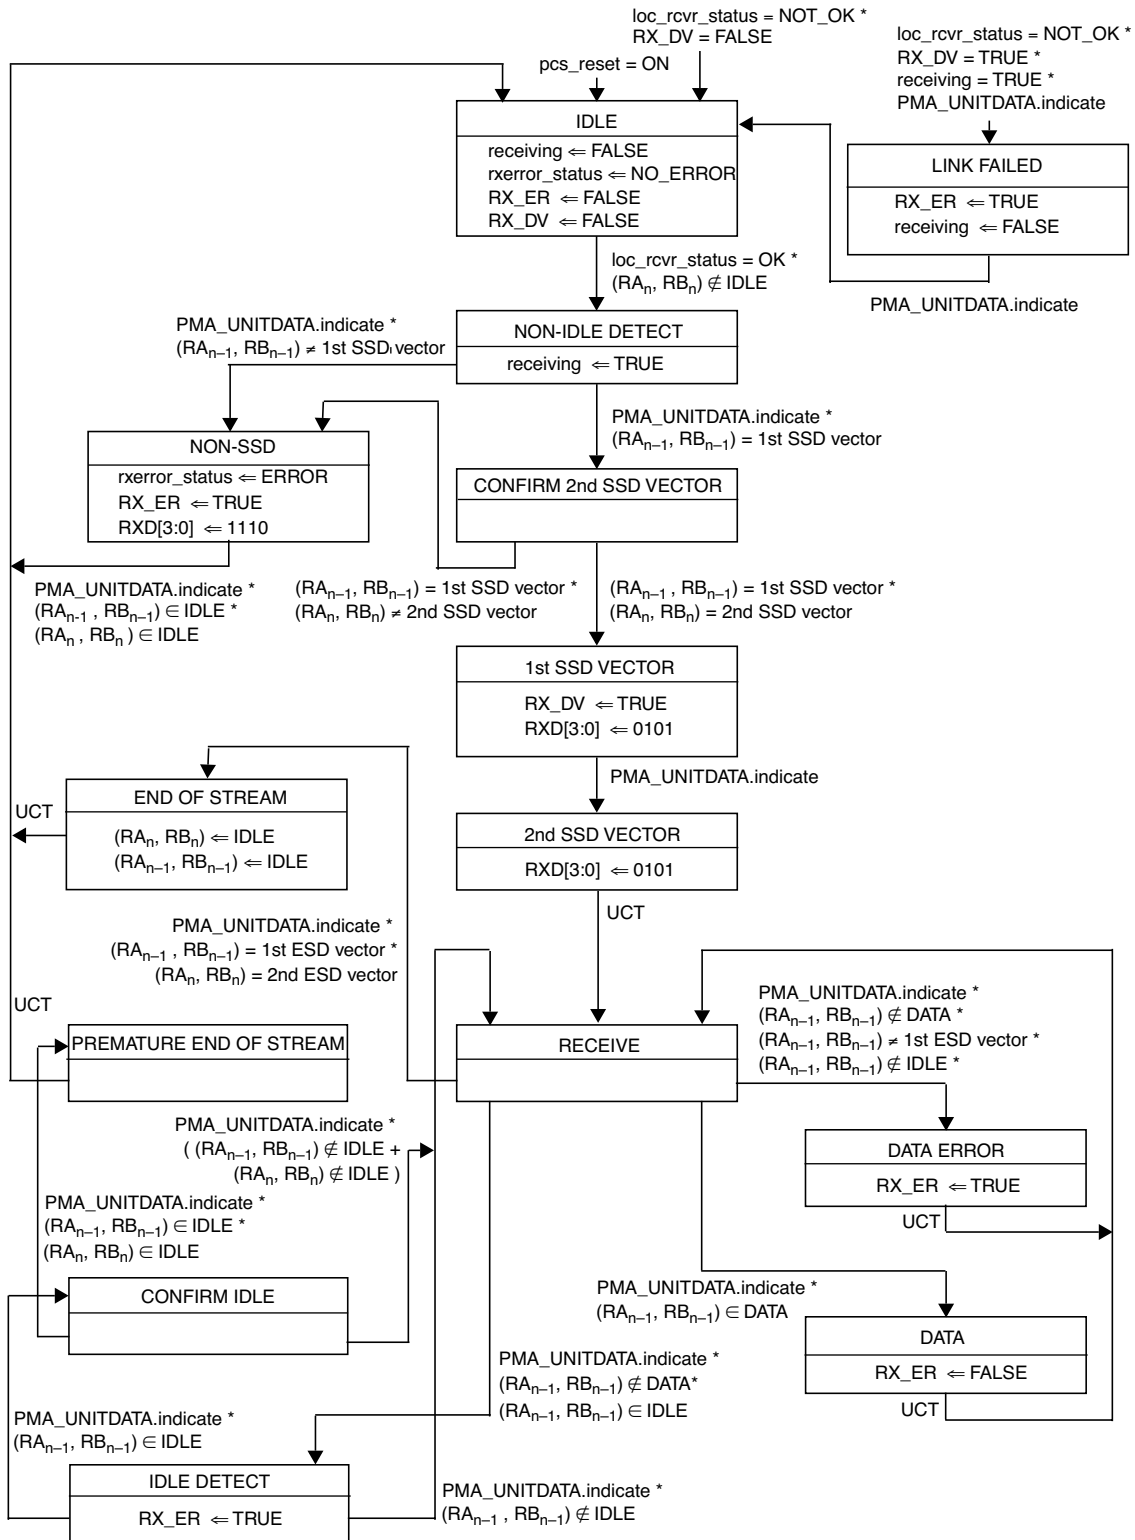 loc_rcvr_status = NOT_OK *
RX_DV = FALSE
pcs_reset = ON
loc_rcvr_status = NOT_OK *
RX_DV = TRUE *
receiving = TRUE *
PMA_UNITDATA.indicate
IDLE
receiving ⇐ FALSE
rxerror_status ⇐ NO_ERROR
RX_ER ⇐ FALSE
RX_DV ⇐ FALSE
LINK FAILED
RX_ER ⇐ TRUE
receiving ⇐ FALSE
PMA_UNITDATA.indicate
loc_rcvr_status = OK *
(RAn, RBn) ∉ IDLE
NON-IDLE DETECT
receiving ⇐ TRUE
PMA_UNITDATA.indicate *
(RAn–1, RBn–1) ≠ 1st SSD vector
PMA_UNITDATA.indicate *
(RAn–1, RBn–1) = 1st SSD vector
NON-SSD
rxerror_status ⇐ ERROR
RX_ER ⇐ TRUE
RXD[3:0] ⇐ 1110
CONFIRM 2nd SSD VECTOR
PMA_UNITDATA.indicate *
(RAn-1 , RBn–1) ∈ IDLE *
(RAn , RBn ) ∈ IDLE
(RAn–1, RBn–1) = 1st SSD vector *
(RAn, RBn) ≠ 2nd SSD vector
(RAn–1 , RBn–1) = 1st SSD vector *
(RAn, RBn) = 2nd SSD vector
1st SSD VECTOR
RX_DV ⇐ TRUE
RXD[3:0] ⇐ 0101
PMA_UNITDATA.indicate
END OF STREAM
(RAn, RBn) ⇐ IDLE
(RAn–1, RBn–1) ⇐ IDLE
UCT
2nd SSD VECTOR
RXD[3:0] ⇐ 0101
UCT
PMA_UNITDATA.indicate *
(RAn–1 , RBn–1) = 1st ESD vector *
(RAn, RBn) = 2nd ESD vector
UCT
PREMATURE END OF STREAM
RECEIVE
PMA_UNITDATA.indicate *
(RAn–1, RBn–1) ∉ DATA *
(RAn–1, RBn–1) ≠ 1st ESD vector *
(RAn–1, RBn–1) ∉ IDLE *
PMA_UNITDATA.indicate *
( (RAn–1, RBn–1) ∉ IDLE +
(RAn, RBn) ∉ IDLE )
DATA ERROR
RX_ER ⇐ TRUE
UCT
PMA_UNITDATA.indicate *
(RAn–1, RBn–1) ∈ IDLE *
(RAn, RBn) ∈ IDLE
CONFIRM IDLE
PMA_UNITDATA.indicate *
(RAn–1, RBn–1) ∈ DATA
DATA
RX_ER ⇐ FALSE
UCT
PMA_UNITDATA.indicate *
(RAn–1, RBn–1) ∉ DATA*
(RAn–1, RBn–1) ∈ IDLE
PMA_UNITDATA.indicate *
(RAn–1, RBn–1) ∈ IDLE
IDLE DETECT
RX_ER ⇐ TRUE
PMA_UNITDATA.indicate *
(RAn–1 , RBn–1) ∉ IDLE